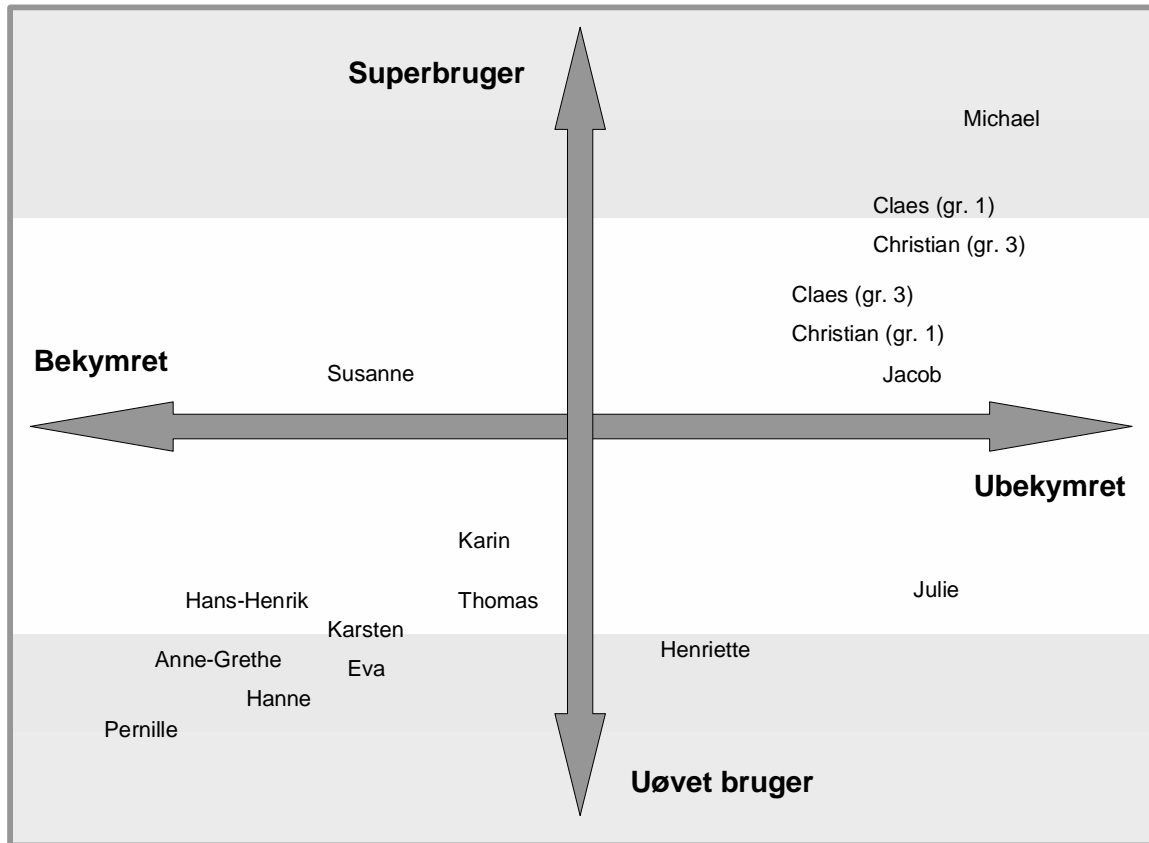 Superbruger
Michael
Claes (gr. 1)
Christian (gr. 3)
Claes (gr. 3)
Christian (gr. 1)
Bekymret
Susanne
Jacob
Ubekymret
Karin
Julie
Hans-Henrik
Thomas
Karsten
Henriette
Anne-Grethe
Eva
Hanne
Pernille
Uøvet bruger